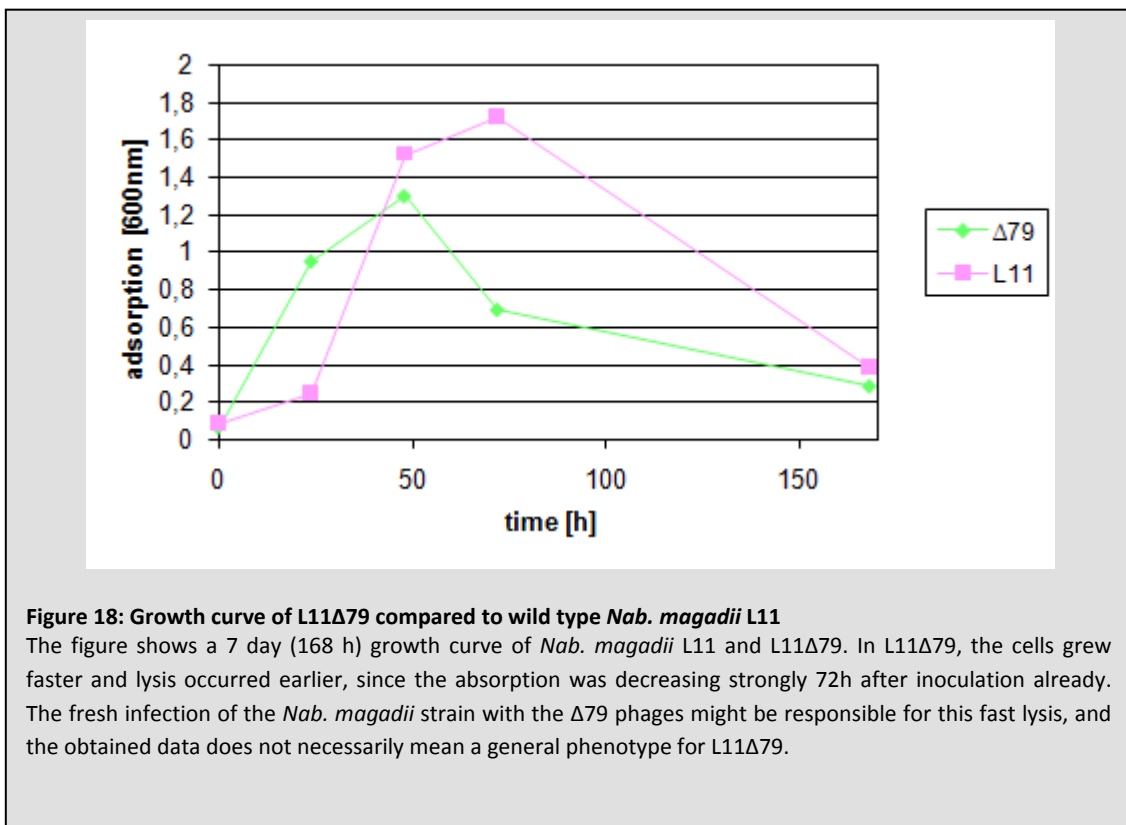 2
1,8
1,6
1,4
1,2
1
0,8
0,6
0,4
0,2
0
adsorption [600nm]
0 50 100 150
time [h]
Δ79
L11
Figure 18: Growth curve of L11Δ79 compared to wild type Nab. magadii L11
The figure shows a 7 day (168 h) growth curve of Nab. magadii L11 and L11Δ79. In L11Δ79, the cells grew
faster and lysis occurred earlier, since the absorption was decreasing strongly 72h after inoculation already.
The fresh infection of the Nab. magadii strain with the Δ79 phages might be responsible for this fast lysis, and
the obtained data does not necessarily mean a general phenotype for L11Δ79.